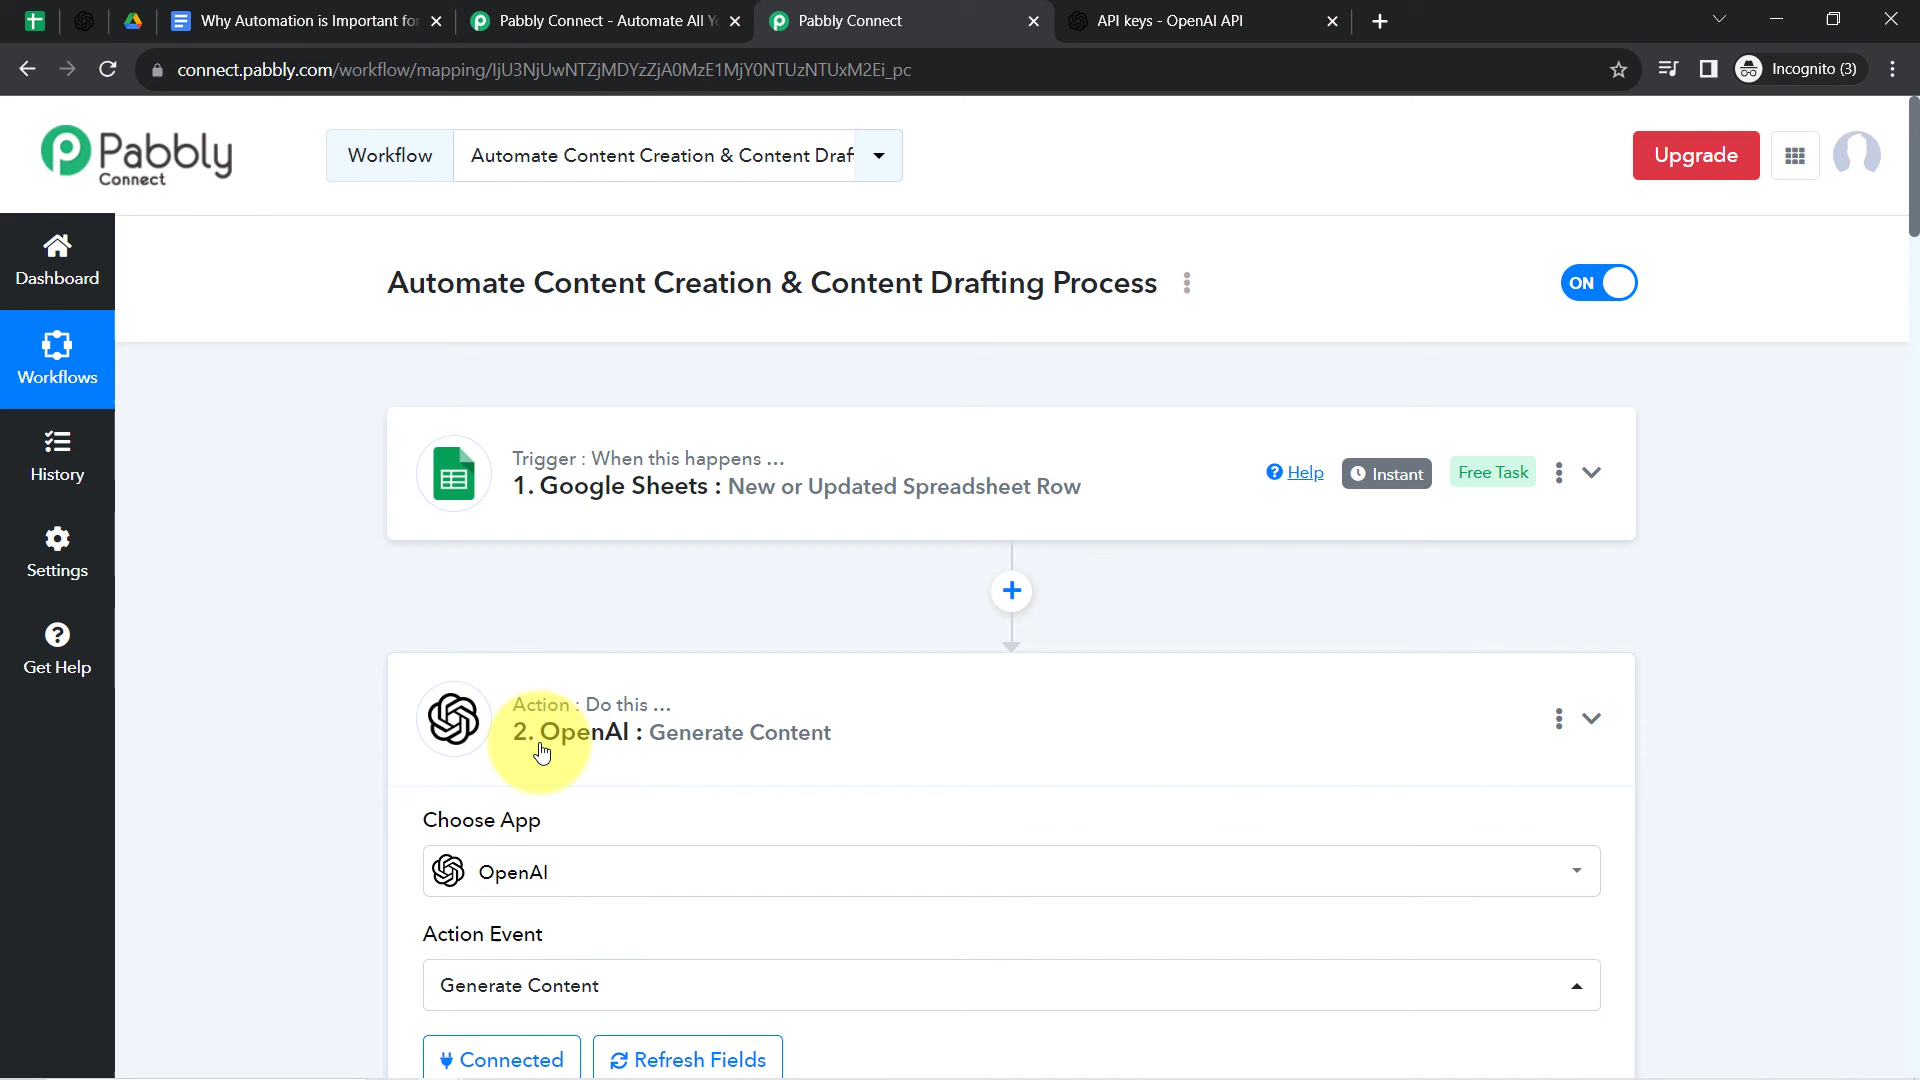 Why Automation is Important for
Pabbly Connect - Automate All Y
Pabbly Connect
API keys - OpenAI API
connect.pabbly.com/workflow/mapping/IjU3NjUwNTZjMDYzZjA0MzE1MjY0NTUzNTUxM2Ei_pc
Incognito (3)
Pabbly
Connect
Workflow
Automate Content Creation & Content Draf
Upgrade
Dashboard
Workflows
History
Settings
Get Help
Automate Content Creation & Content Drafting Process
ON
Trigger : When this happens ...
1. Google Sheets : New or Updated Spreadsheet Row
Help
Instant
Free Task
Action : Do this ...
2. OpenAI : Generate Content
Choose App
OpenAI
Action Event
Generate Content
Connected
Refresh Fields